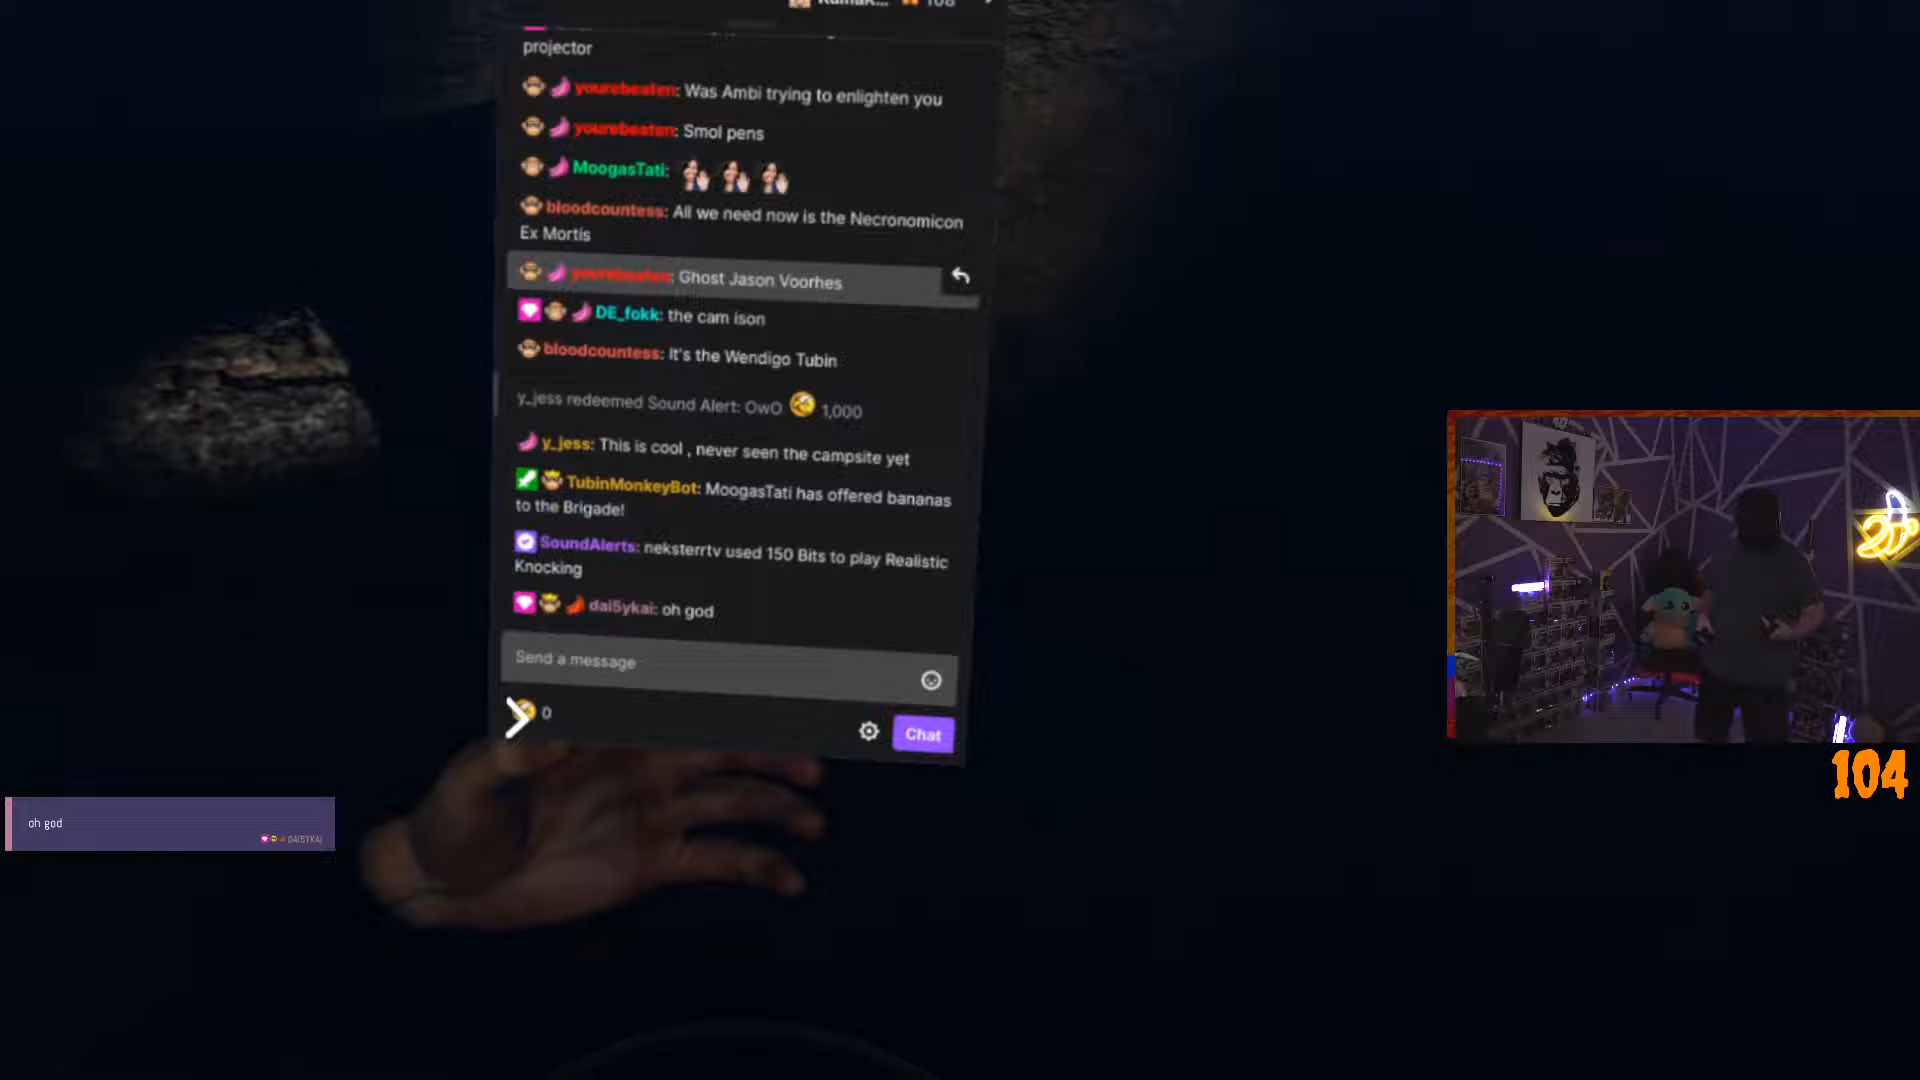 108
projector
yourebeaten: Was Ambi trying to enlighten you
yourebeaten: Smol pens
MoogasTati:
bloodcountess: All we need now is the Necronomicon
Ex Mortis
yourebeaten: Ghost Jason Voorhes
DE_fokk: the cam ison
bloodcountess: It's the Wendigo Tubin
y_jess redeemed Sound Alert: OwO 1,000
y_jess: This is cool , never seen the campsite yet
TubinMonkeyBot: MoogasTati has offered bananas
to the Brigade!
SoundAlerts: neksterrtv used 150 Bits to play Realistic
Knocking
dai5ykai: oh god
Send a message
0
Chat
oh god
DAI5YKAI
104